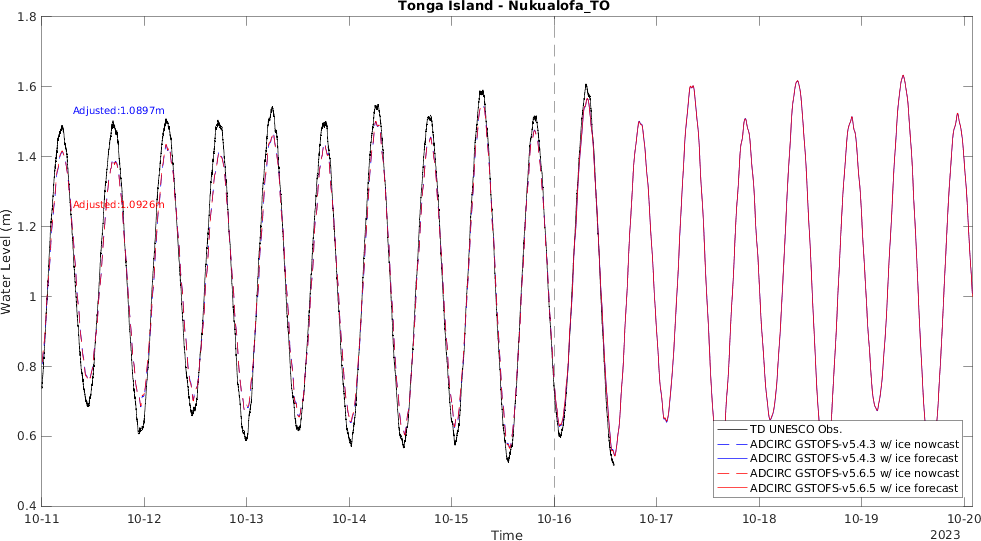 Tonga Island - Nukualofa_TO
1.8
1.6
1.4
1.2
1
0.8
0.6
0.4
Water Level (m)
Adjusted:1.0897m
Adjusted:1.0926m
TD UNESCO Obs.
ADCIRC GSTOFS-v5.4.3 w/ ice nowcast
ADCIRC GSTOFS-v5.4.3 w/ ice forecast
ADCIRC GSTOFS-v5.6.5 w/ ice nowcast
ADCIRC GSTOFS-v5.6.5 w/ ice forecast
10-11 10-12 10-13 10-14 10-15 10-16 10-17 10-18 10-19 10-20
Time
2023